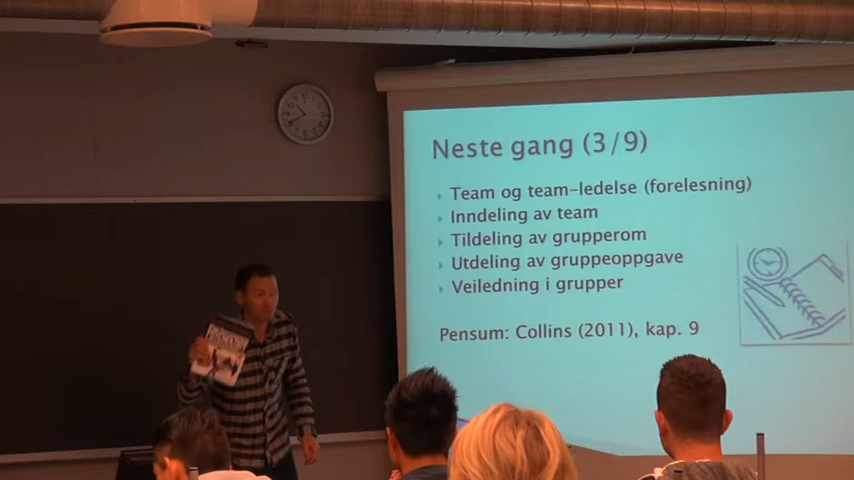 Neste gang (3/9)
Team og team-ledelse (forelesning)
Inndeling av team
Tildeling av grupperom
Utdeling av gruppeoppgave
Veiledning i grupper
Pensum: Collins (2011), kap. 9